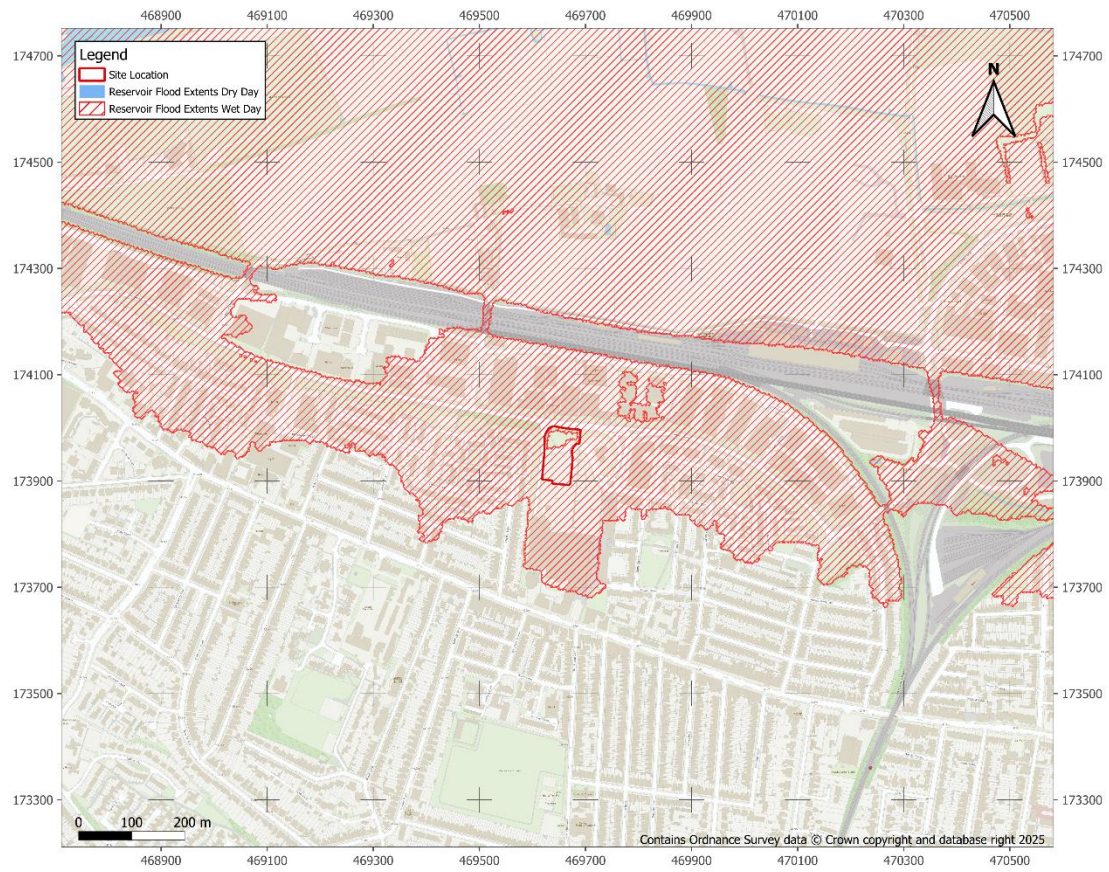 468900 469100 469300 469500 469700 469900 470100 470300 470500
174700 174700
Legend
Site Location
Reservoir Flood Extents Dry Day
Reservoir Flood Extents Wet Day
N
174500 174500
174300 174300
174100 174100
173900 173900
173700 173700
173500 173500
173300 173300
0 100 200 m
Contains Ordnance Survey data © Crown copyright and database right 2025
468900 469100 469300 469500 469700 469900 470100 470300 470500